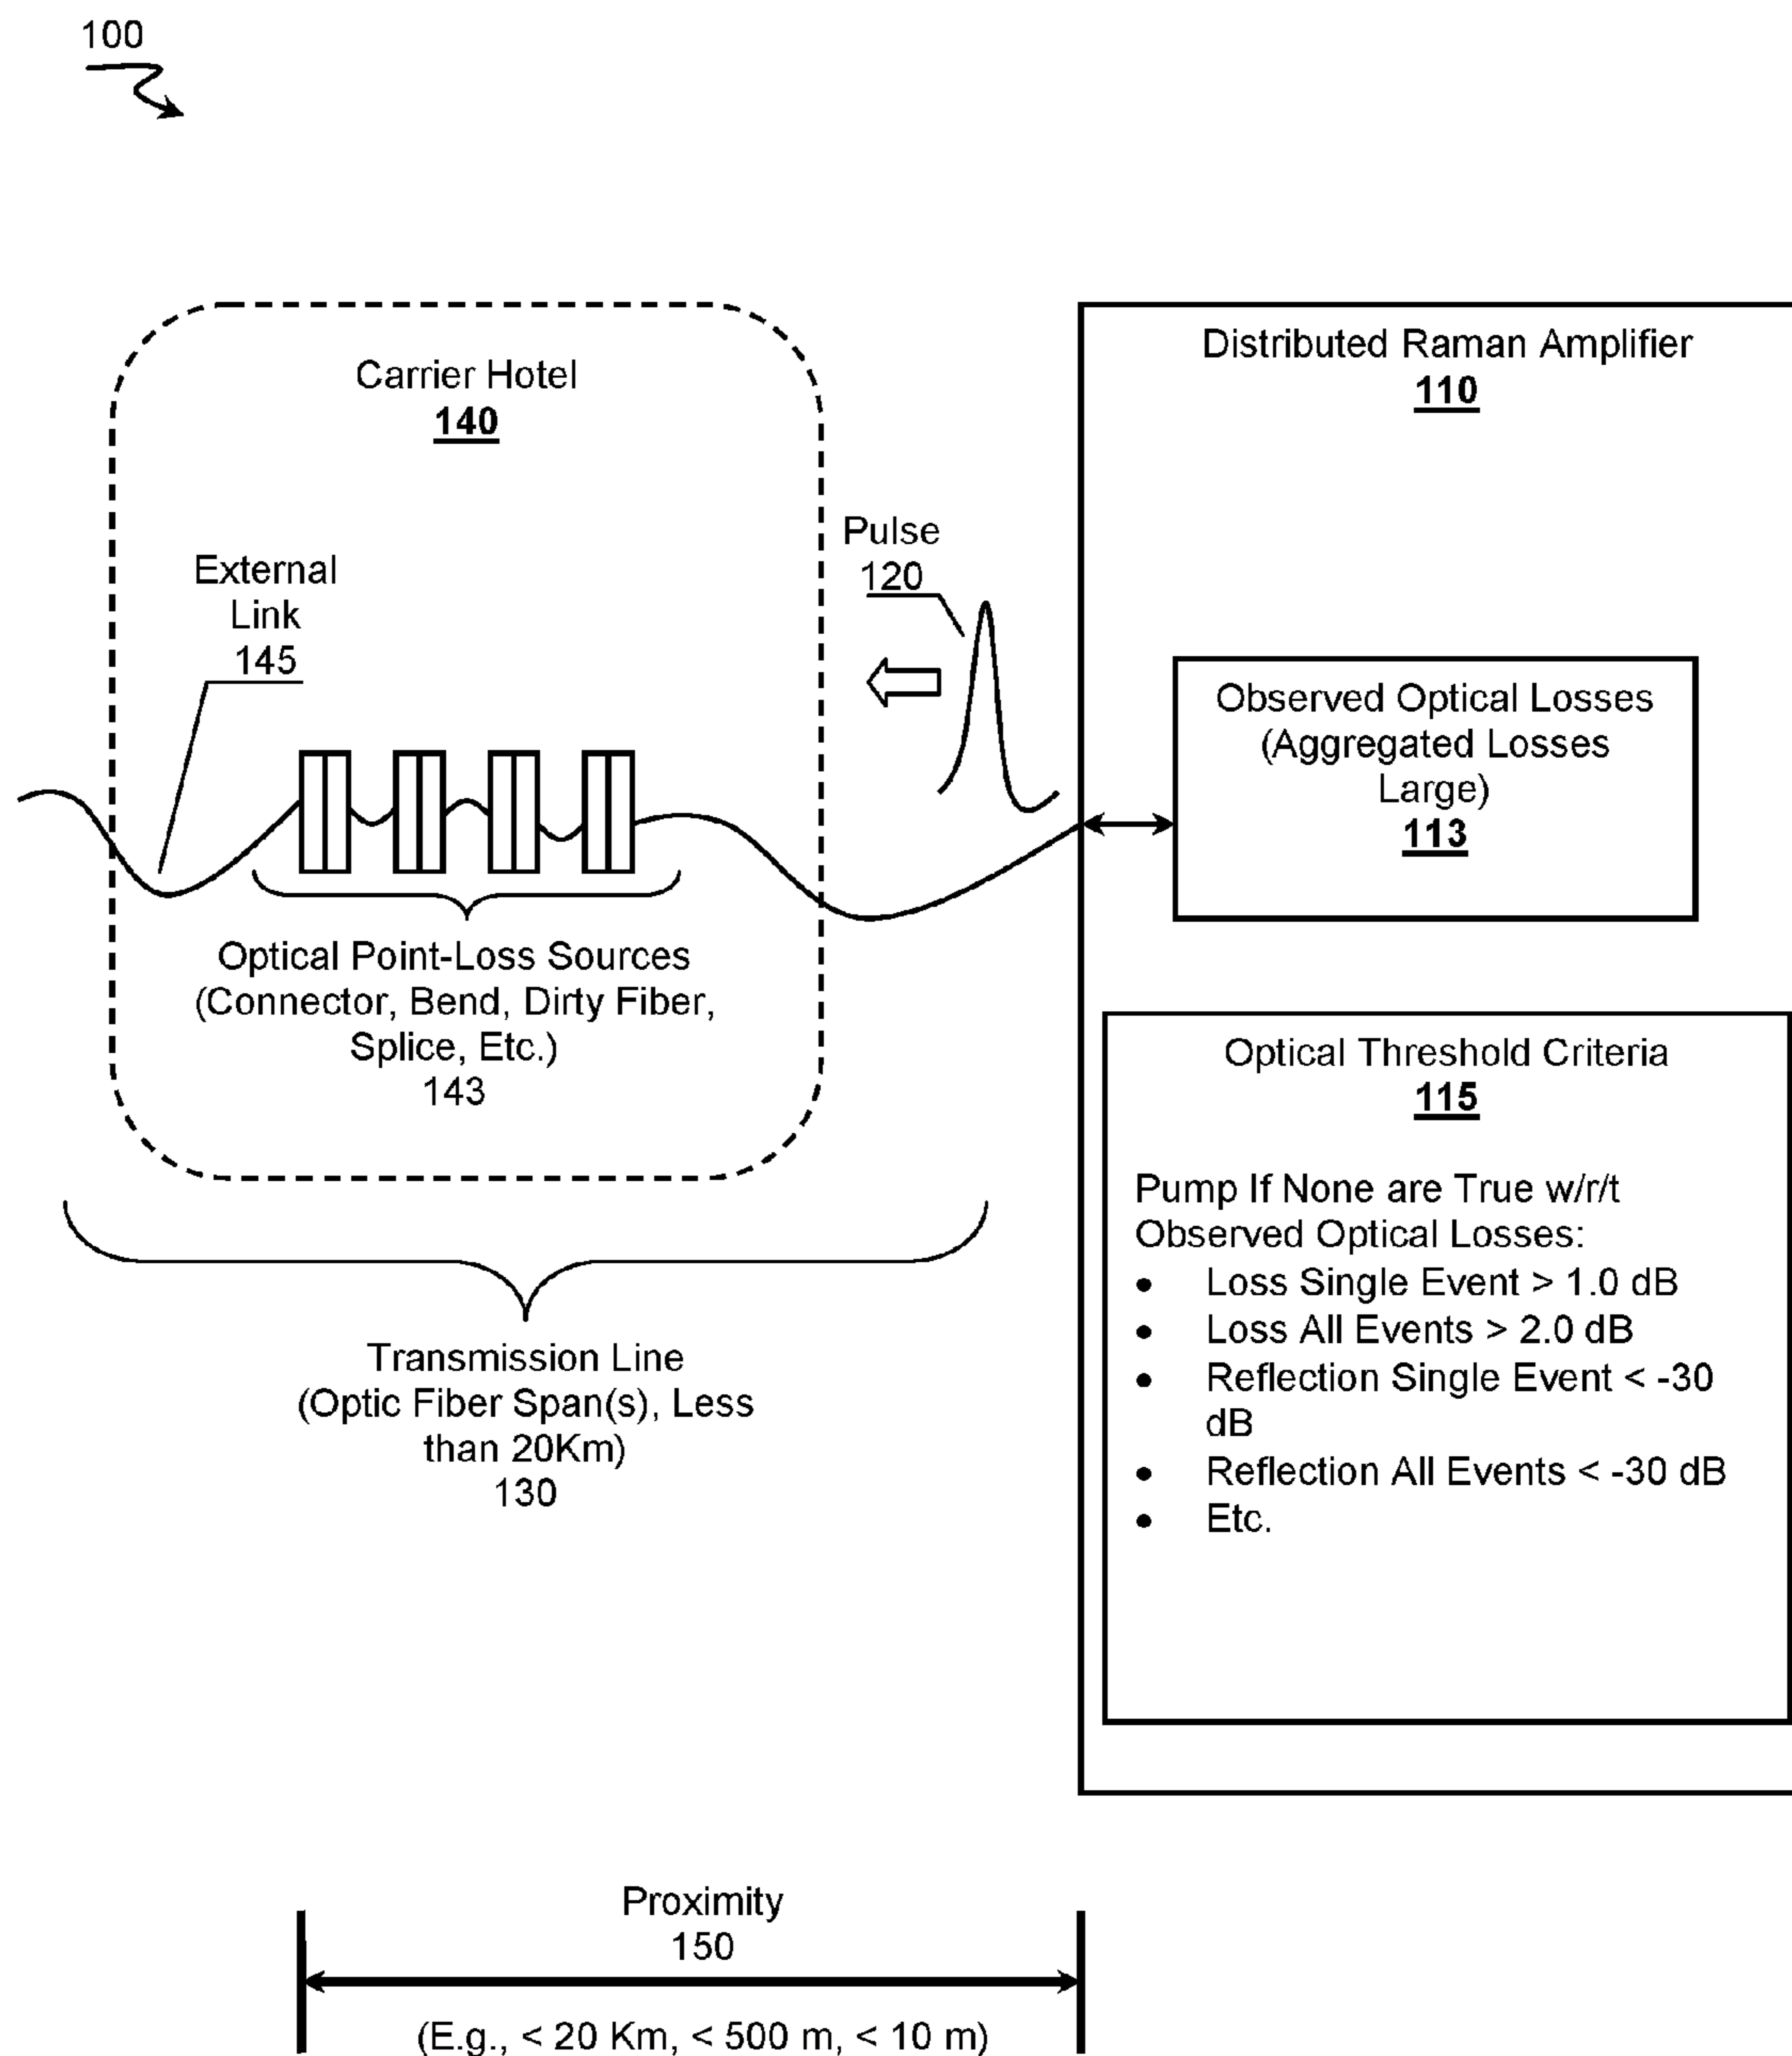 100
Carrier Hotel
140
External
Link
145
Optical Point-Loss Sources
(Connector, Bend, Dirty Fiber,
Splice, Etc.)
143
Pulse
120
Transmission Line
(Optic Fiber Span(s), Less
than 20Km)
130
Distributed Raman Amplifier
110
Observed Optical Losses
(Aggregated Losses
Large)
113
Optical Threshold Criteria
115
Pump If None are True w/r/t
Observed Optical Losses:
● Loss Single Event > 1.0 dB
● Loss All Events > 2.0 dB
● Reflection Single Event < -30
dB
● Reflection All Events < -30 dB
● Etc.
Proximity
150
(E.g., < 20 Km, < 500 m, < 10 m)